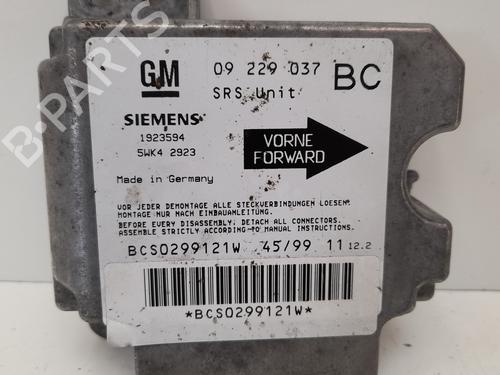 GM 09 229 037 BC
SRS Unit
SIEMENS
1923594
5WK4 2923
VORNE
FORWARD
Made in Germany
VOR JEDER DEMONTAGE ALLE STECKVERBINDUNGEN LOESEN.
MONTAGE NUR NACH EINBAUANLEITUNG.
BEFORE EVERY DISASSEMBLY, DETACH ALL CONNECTORS.
ASSEMBLE STRICTLY ACCORDING TO MANUAL INSTRUCTIONS.
BCS0299121W 45/99 11 12.2
*BCS0299121W*
B-PARTS